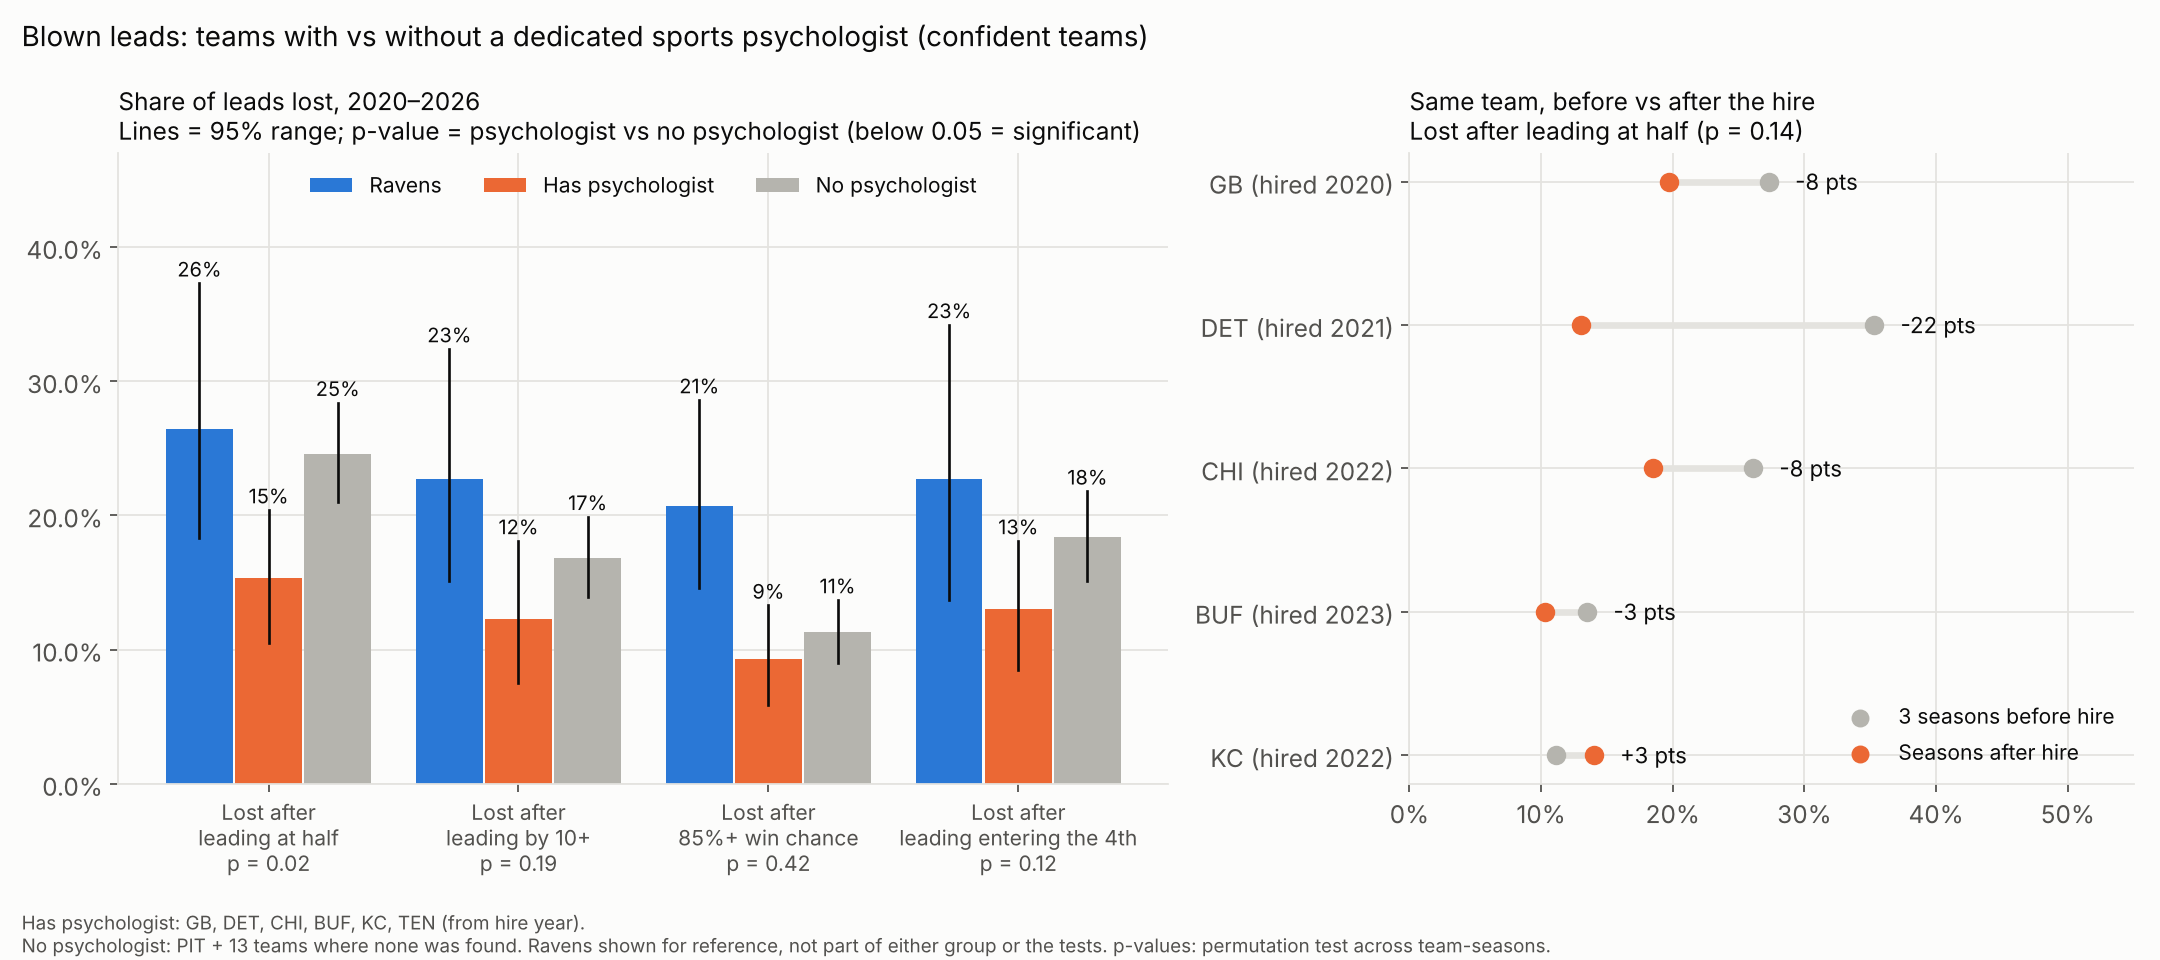 Blown leads: teams with vs without a dedicated sports psychologist (confident teams)
Share of leads lost, 2020–2026
Lines = 95% range; p-value = psychologist vs no psychologist (below 0.05 = significant)
Ravens
Has psychologist
No psychologist
40.0%
30.0%
20.0%
10.0%
0.0%
26%
15%
25%
23%
12%
17%
21%
9%
11%
23%
13%
18%
Lost after
leading at half
p = 0.02
Lost after
leading by 10+
p = 0.19
Lost after
85%+ win chance
p = 0.42
Lost after
leading entering the 4th
p = 0.12
Same team, before vs after the hire
Lost after leading at half (p = 0.14)
GB (hired 2020)
-8 pts
DET (hired 2021)
-22 pts
CHI (hired 2022)
-8 pts
BUF (hired 2023)
-3 pts
KC (hired 2022)
+3 pts
3 seasons before hire
Seasons after hire
0%
10%
20%
30%
40%
50%
Has psychologist: GB, DET, CHI, BUF, KC, TEN (from hire year).
No psychologist: PIT + 13 teams where none was found. Ravens shown for reference, not part of either group or the tests. p-values: permutation test across team-seasons.